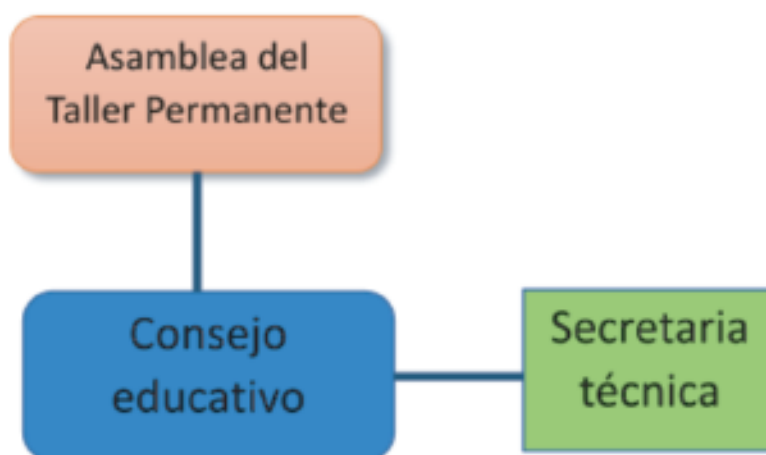 Asamblea del
Taller Permanente
Consejo
educativo
Secretaria
técnica